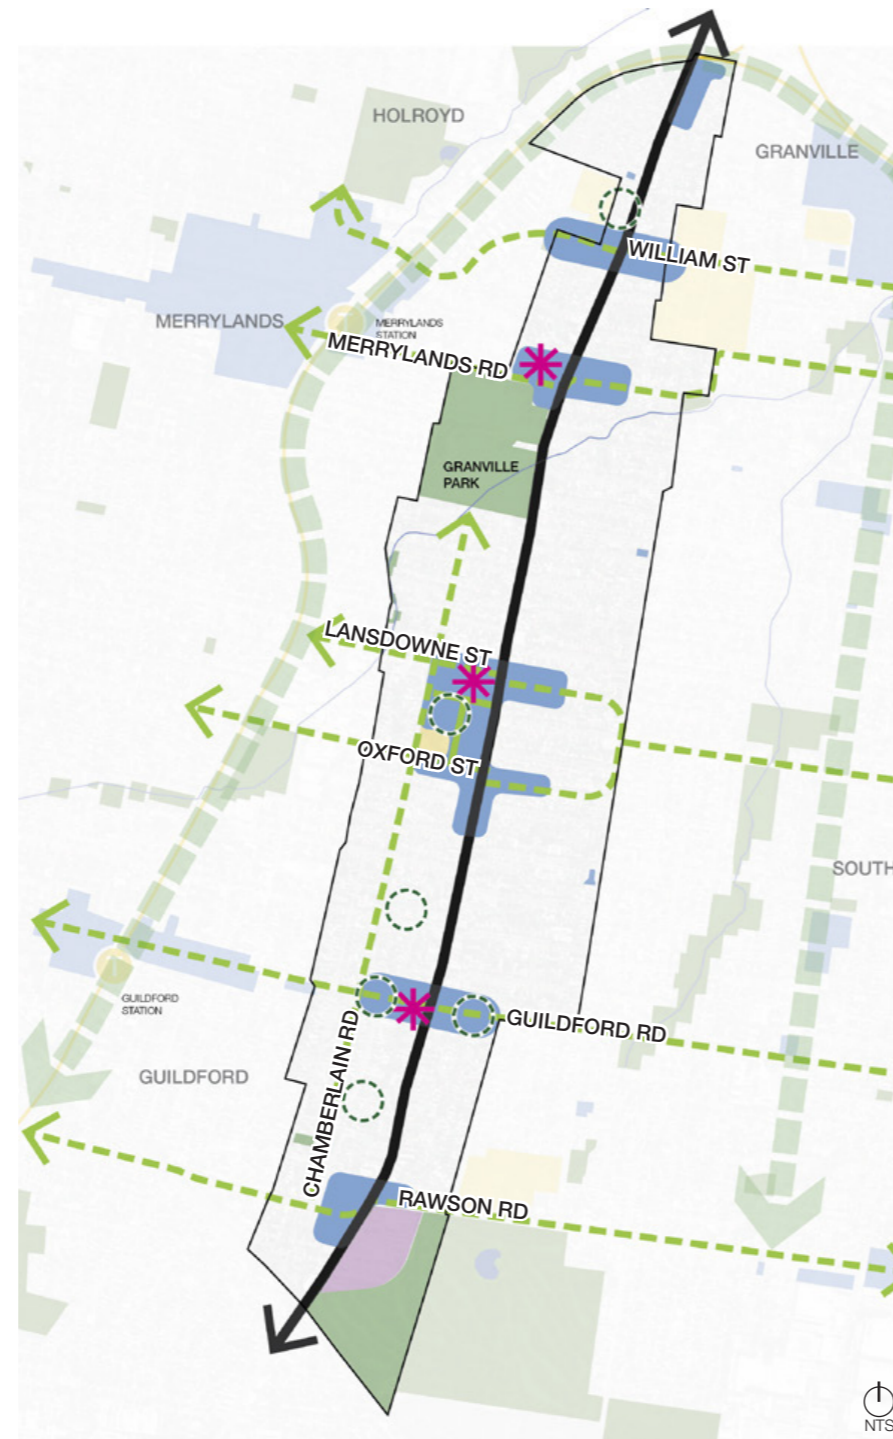 HOLROYD
GRANVILLE
WILLIAM ST
MERRYLANDS
MERRYLANDS
STATION
MERRYLANDS RD
GRANVILLE
PARK
LANSDOWNE ST
OXFORD ST
SOUTH
GUILDFORD
STATION
GUILDFORD RD
GUILDFORD
CHAMBERLAIN RD
RAWSON RD
NTS